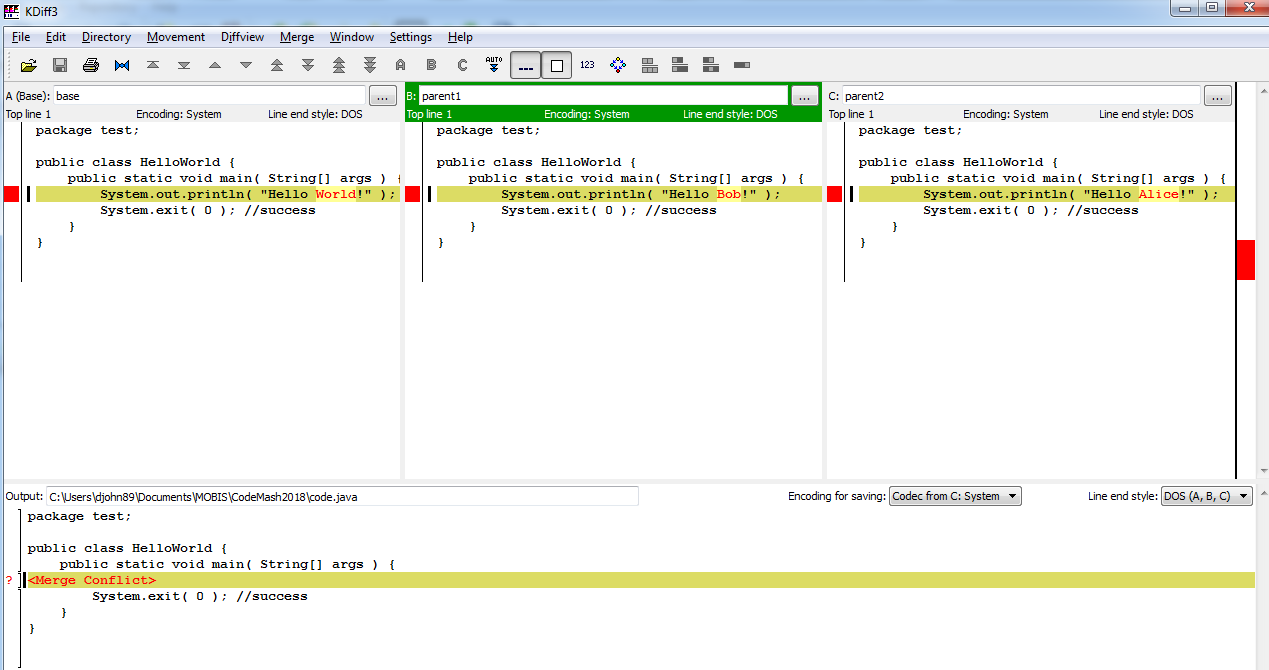 KDiff3
File Edit Directory Movement Diffview Merge Window Settings Help
A B C AUTO 123
A (Base): base ...
Top line 1 Encoding: System Line end style: DOS
package test;
public class HelloWorld {
public static void main( String[] args ) {
System.out.println( "Hello World!" );
System.exit( 0 ); //success
}
}
B: parent1 ...
Top line 1 Encoding: System Line end style: DOS
package test;
public class HelloWorld {
public static void main( String[] args ) {
System.out.println( "Hello Bob!" );
System.exit( 0 ); //success
}
}
C: parent2 ...
Top line 1 Encoding: System Line end style: DOS
package test;
public class HelloWorld {
public static void main( String[] args ) {
System.out.println( "Hello Alice!" );
System.exit( 0 ); //success
}
}
Output: C:\Users\djohn89\Documents\MOBIS\CodeMash2018\code.java Encoding for saving: Codec from C: System Line end style: DOS (A, B, C)
package test;
public class HelloWorld {
public static void main( String[] args ) {
? <Merge Conflict>
System.exit( 0 ); //success
}
}